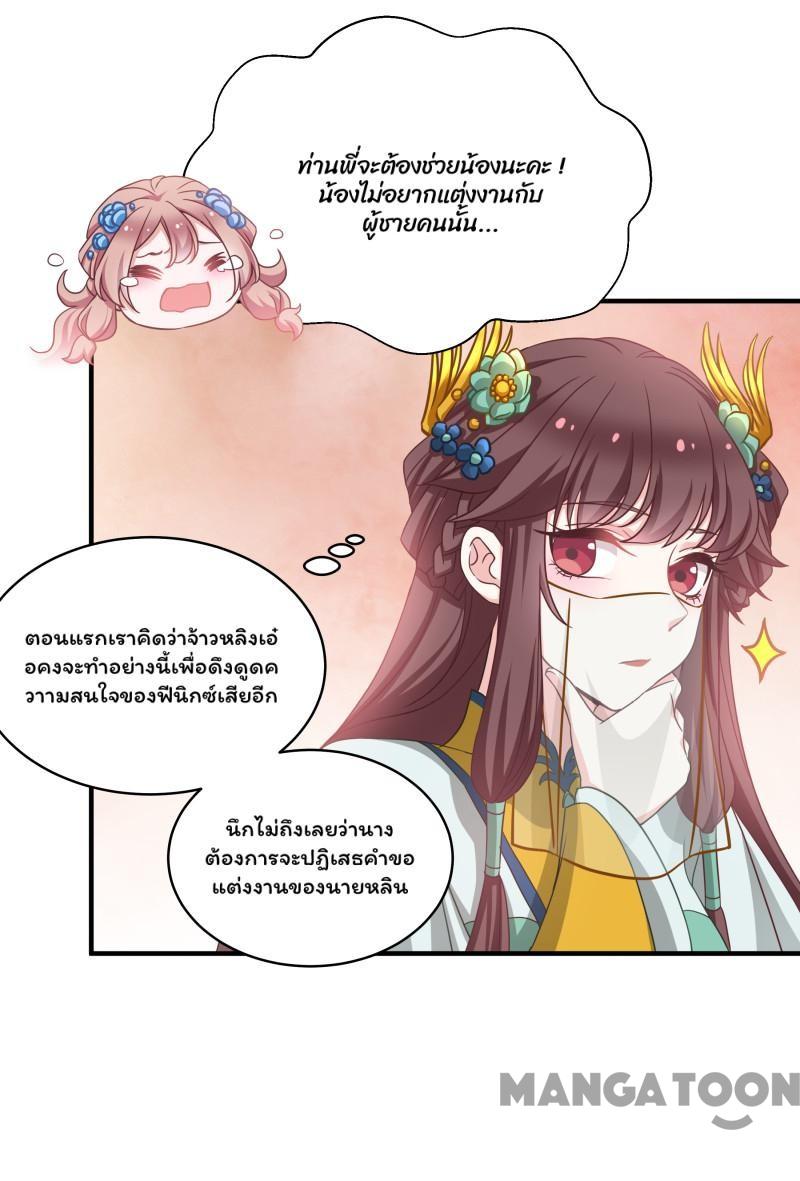 ท่านพี่จะต้องช่วยน้องนะคะ !
น้องไม่อยากแต่งงานกับ
ผู้ชายคนนั้น...
ตอนแรกเราคิดว่าจ้าวหลิงเอ๋
อคงจะทำอย่างนี้เพื่อดึงดูดค
วาามสนใจของฟีนิกซ์เสียอีก
นึกไม่ถึงเลยว่านาง
ต้องการจะปฏิเสธคำขอ
แต่งงานของนายหลิน
MANGA TOON